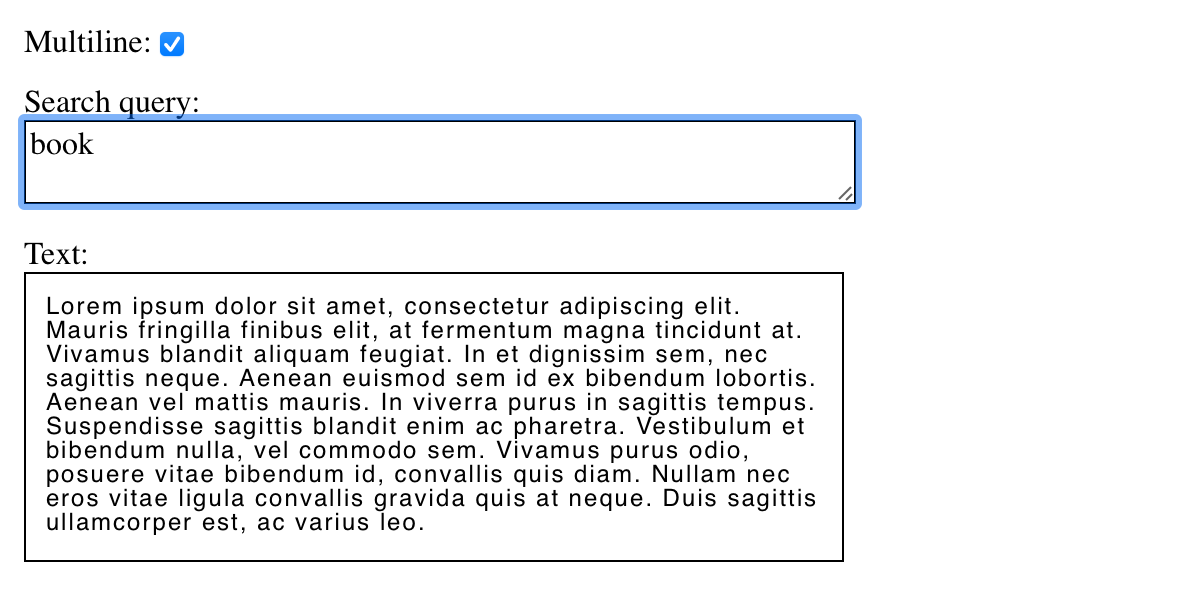 Multiline:
Search query:
book
Text:
Lorem ipsum dolor sit amet, consectetur adipiscing elit.
Mauris fringilla finibus elit, at fermentum magna tincidunt at.
Vivamus blandit aliquam feugiat. In et dignissim sem, nec
sagittis neque. Aenean euismod sem id ex bibendum lobortis.
Aenean vel mattis mauris. In viverra purus in sagittis tempus.
Suspendisse sagittis blandit enim ac pharetra. Vestibulum et
bibendum nulla, vel commodo sem. Vivamus purus odio,
posuere vitae bibendum id, convallis quis diam. Nullam nec
eros vitae ligula convallis gravida quis at neque. Duis sagittis
ullamcorper est, ac varius leo.